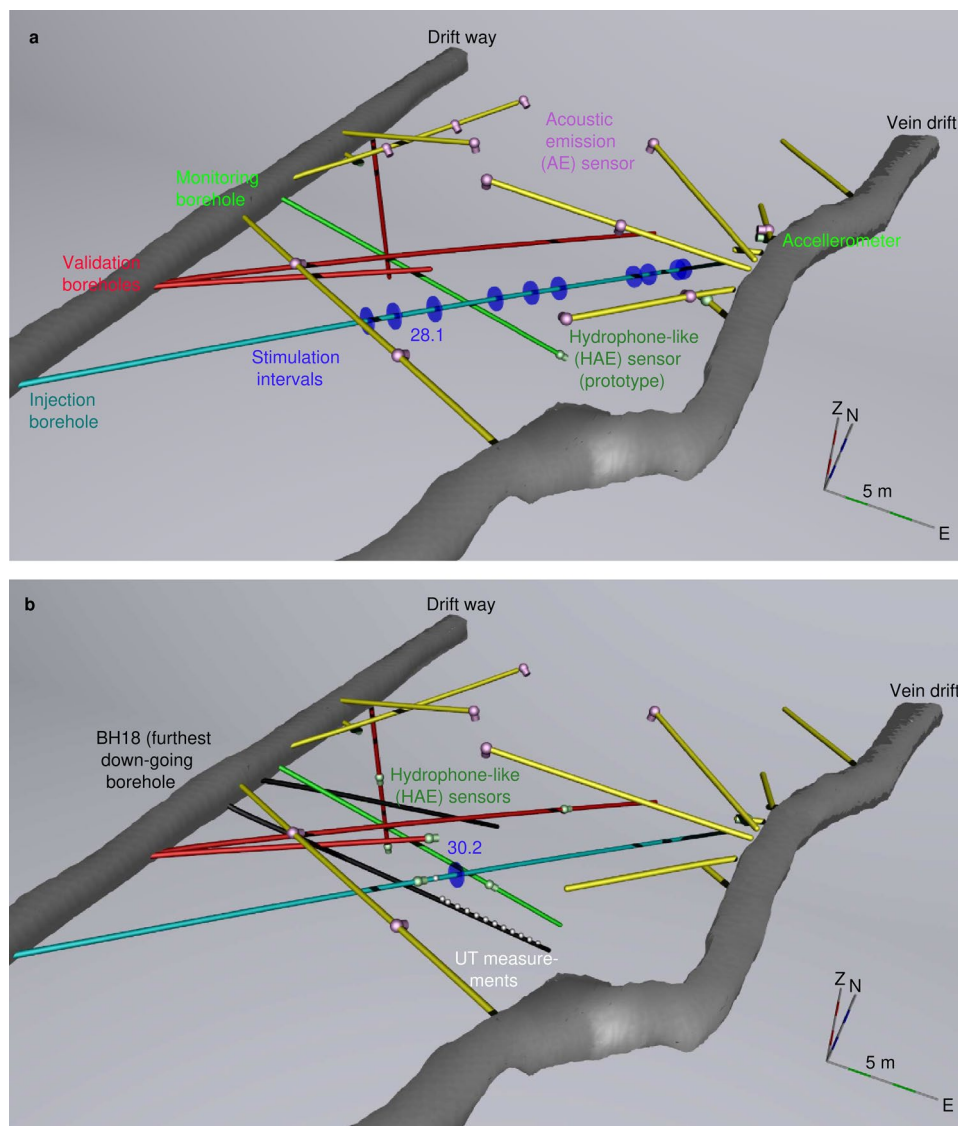 a
Drift way
Vein drift
Acoustic
emission
(AE) sensor
Monitoring
borehole
Accellerometer
Validation
boreholes
28.1
Stimulation
intervals
Hydrophone-like
(HAE) sensor
(prototype)
Injection
borehole
Z N
5 m
E
b
Drift way
Vein drift
BH18 (furthest
down-going
borehole
Hydrophone-like
(HAE) sensors
30.2
UT measure-
ments
Z N
5 m
E